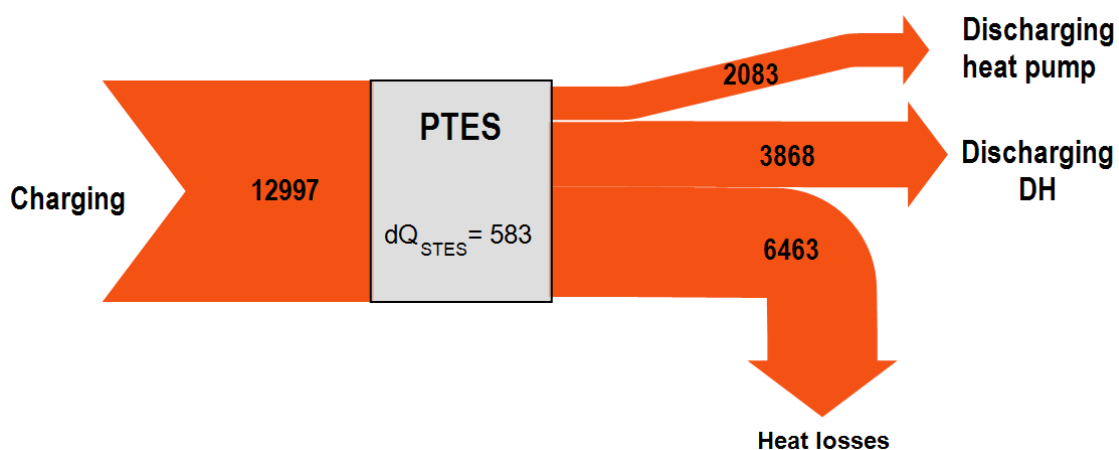 Discharging
heat pump
2083
PTES
3868
Discharging
DH
Charging
12997
dQSTES= 583
6463
Heat losses